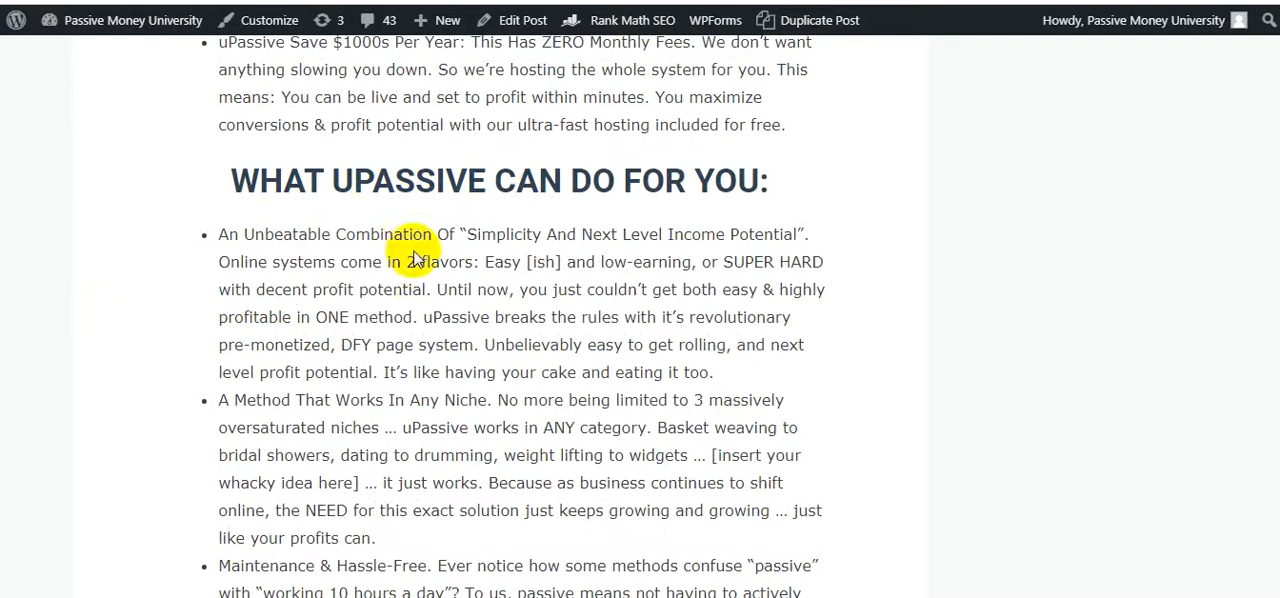 Passive Money University Customize 3 43 New Edit Post Rank Math SEO WPForms Duplicate Post Howdy, Passive Money University
• uPassive Save $1000s Per Year: This Has ZERO Monthly Fees. We don’t want
anything slowing you down. So we’re hosting the whole system for you. This
means: You can be live and set to profit within minutes. You maximize
conversions & profit potential with our ultra-fast hosting included for free.
WHAT UPASSIVE CAN DO FOR YOU:
• An Unbeatable Combination Of “Simplicity And Next Level Income Potential”.
Online systems come in 2 flavors: Easy [ish] and low-earning, or SUPER HARD
with decent profit potential. Until now, you just couldn’t get both easy & highly
profitable in ONE method. uPassive breaks the rules with it’s revolutionary
pre-monetized, DFY page system. Unbelievably easy to get rolling, and next
level profit potential. It’s like having your cake and eating it too.
• A Method That Works In Any Niche. No more being limited to 3 massively
oversaturated niches … uPassive works in ANY category. Basket weaving to
bridal showers, dating to drumming, weight lifting to widgets … [insert your
whacky idea here] … it just works. Because as business continues to shift
online, the NEED for this exact solution just keeps growing and growing … just
like your profits can.
• Maintenance & Hassle-Free. Ever notice how some methods confuse “passive”
with “working 10 hours a day”? To us, passive means not having to actively